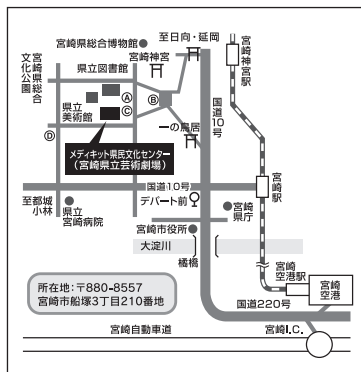 至日向・延岡
宮崎県総合博物館
宮崎神宮
宮崎神宮駅
宮崎県総合
文化公園
県立図書館
県立
美術館
Ⓐ
Ⓑ
Ⓒ
Ⓓ
国道10号
一の鳥居
メディキット県民文化センター
(宮崎県立芸術劇場)
国道10号
至都城
小林
県立
宮崎病院
デパート前
宮崎駅
宮崎
県庁
宮崎市役所
大淀川
橘橋
宮崎
空港駅
宮崎
空港
所在地:〒880-8557
宮崎市船塚3丁目210番地
国道220号
宮崎自動車道
宮崎I.C.